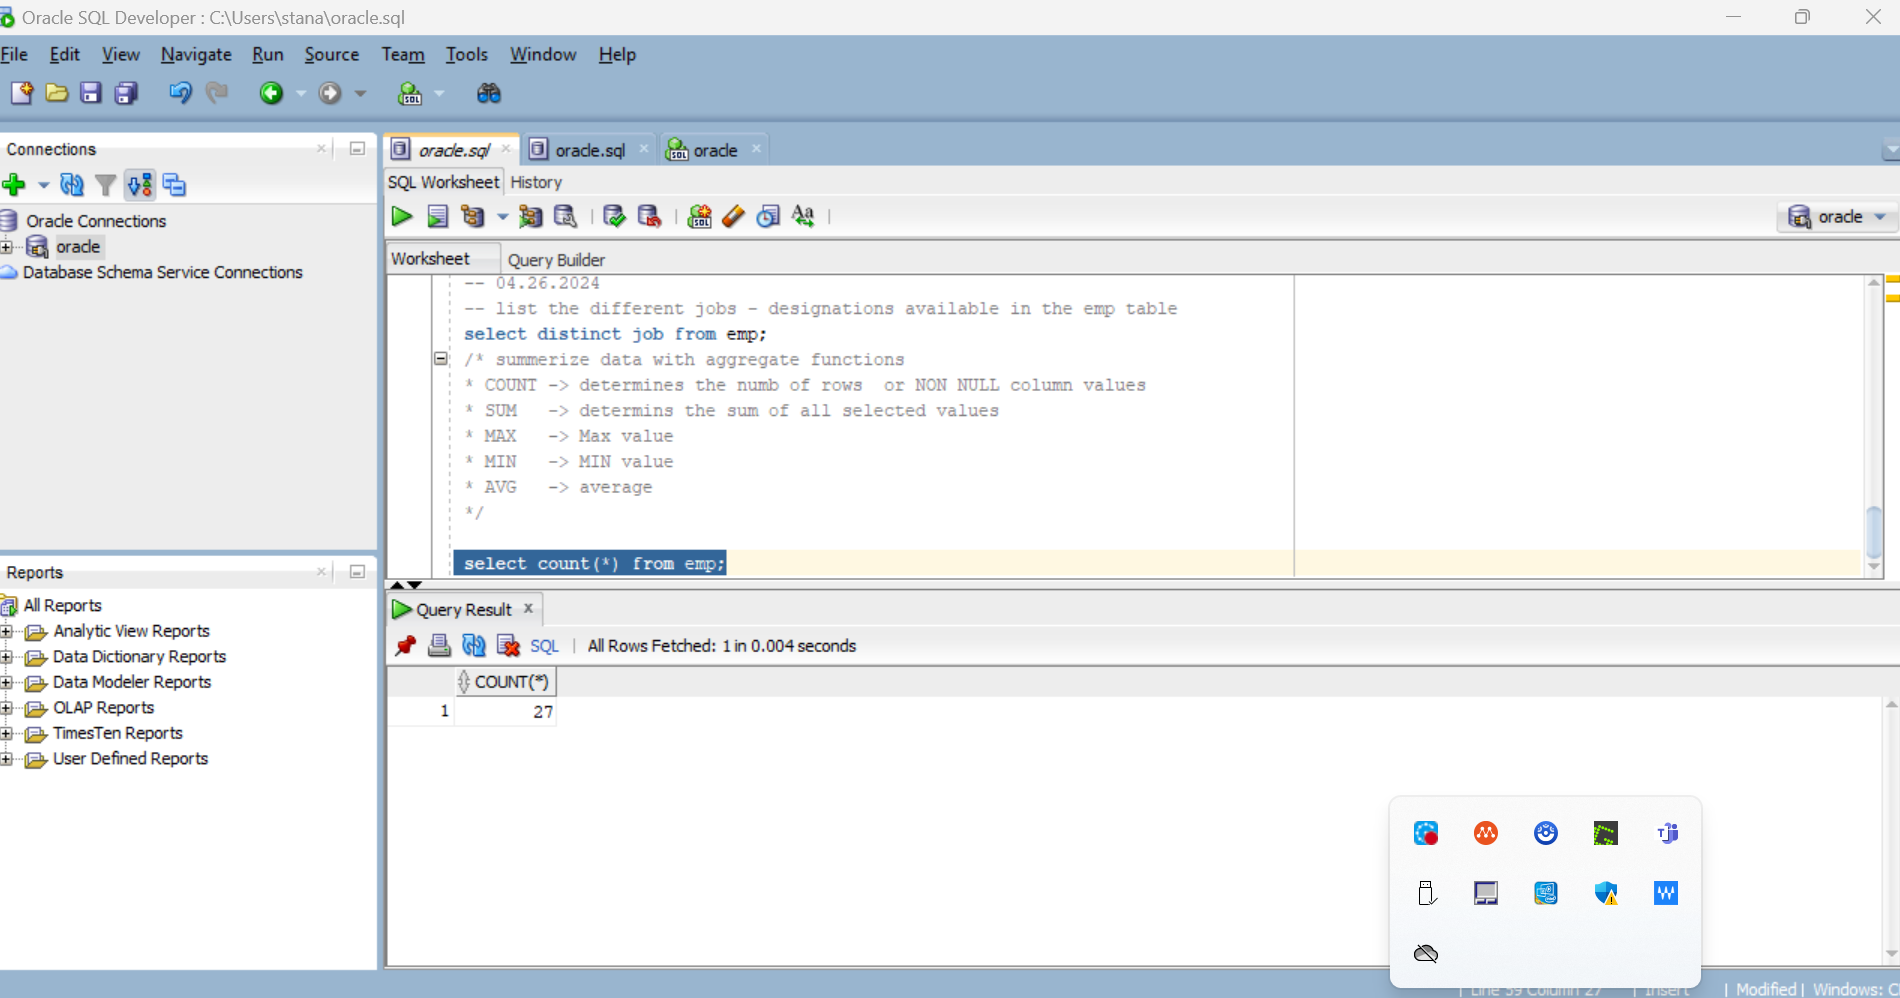 Oracle SQL Developer : C:\Users\stana\oracle.sql
File Edit View Navigate Run Source Team Tools Window Help
Connections
Oracle Connections
oracle
Database Schema Service Connections
oracle.sql oracle.sql oracle
SQL Worksheet History
oracle
Worksheet Query Builder
-- 04.26.2024
-- list the different jobs - designations available in the emp table
select distinct job from emp;
/* summerize data with aggregate functions
* COUNT -> determines the numb of rows  or NON NULL column values
* SUM   -> determins the sum of all selected values
* MAX   -> Max value
* MIN   -> MIN value
* AVG   -> average
*/
select count(*) from emp;
Reports
All Reports
Analytic View Reports
Data Dictionary Reports
Data Modeler Reports
OLAP Reports
TimesTen Reports
User Defined Reports
Query Result
SQL | All Rows Fetched: 1 in 0.004 seconds
COUNT(*)
1 27
| Line 59 Column 27 | Insert | Modified | Windows: C